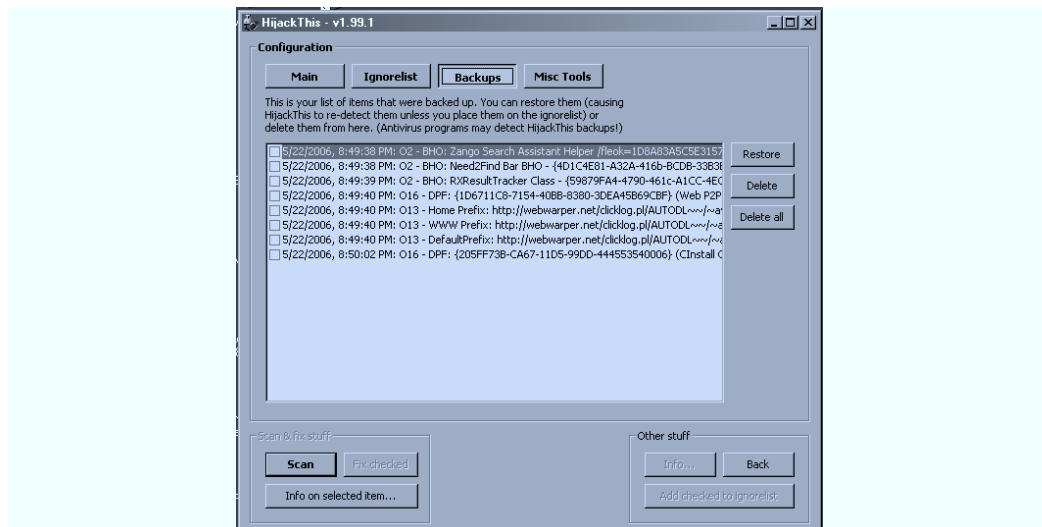 HijackThis - v1.99.1
Configuration
Main Ignorelist Backups Misc Tools
This is your list of items that were backed up. You can restore them (causing
HijackThis to re-detect them unless you place them on the ignorelist) or
delete them from here. (Antivirus programs may detect HijackThis backups!)
5/22/2006, 8:49:38 PM: O2 - BHO: Zango Search Assistant Helper /fleok=1D8A83A5C5E3157
5/22/2006, 8:49:38 PM: O2 - BHO: Need2Find Bar BHO - {4D1C4E81-A32A-416b-BCDB-33B3E
5/22/2006, 8:49:39 PM: O2 - BHO: RXResultTracker Class - {59879FA4-4790-461c-A1CC-4EC
5/22/2006, 8:49:40 PM: O16 - DPF: {1D6711C8-7154-40BB-8380-3DEA45B69CBF} (Web P2P
5/22/2006, 8:49:40 PM: O13 - Home Prefix: http://webwarper.net/clicklog.pl/AUTODL~~/~a
5/22/2006, 8:49:40 PM: O13 - WWW Prefix: http://webwarper.net/clicklog.pl/AUTODL~~/~a
5/22/2006, 8:49:40 PM: O13 - DefaultPrefix: http://webwarper.net/clicklog.pl/AUTODL~~/~a
5/22/2006, 8:50:02 PM: O16 - DPF: {205FF73B-CA67-11D5-99DD-444553540006} (CInstall C
Restore
Delete
Delete all
Scan & fix stuff
Scan Fix checked
Info on selected item...
Other stuff
Info... Back
Add checked to ignorelist